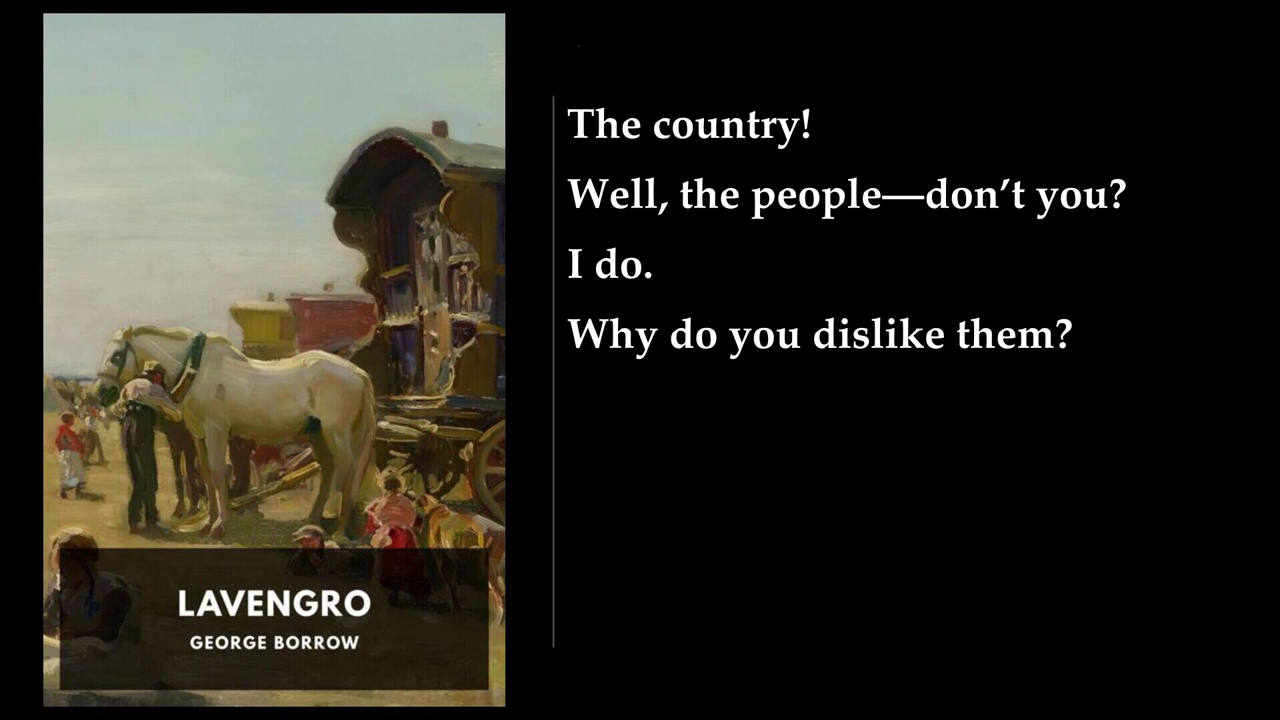 The country!
Well, the people—don’t you?
I do.
Why do you dislike them?
LAVENGRO
GEORGE BORROW